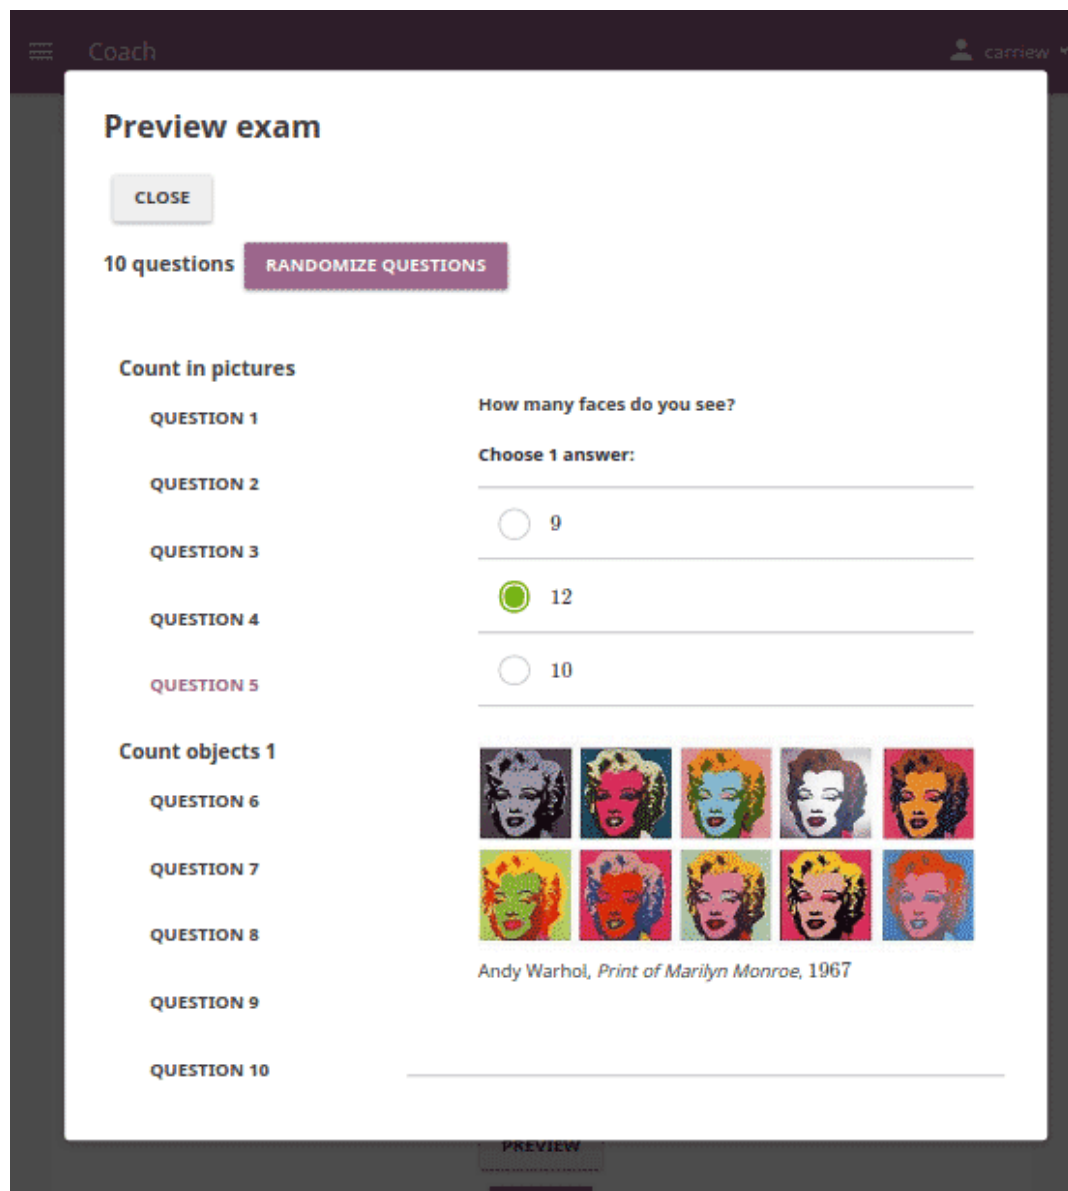 Coach
carriew
Preview exam
CLOSE
10 questions
RANDOMIZE QUESTIONS
Count in pictures
QUESTION 1
QUESTION 2
QUESTION 3
QUESTION 4
QUESTION 5
Count objects 1
QUESTION 6
QUESTION 7
QUESTION 8
QUESTION 9
QUESTION 10
How many faces do you see?
Choose 1 answer:
9
12
10
Andy Warhol, Print of Marilyn Monroe, 1967
PREVIEW